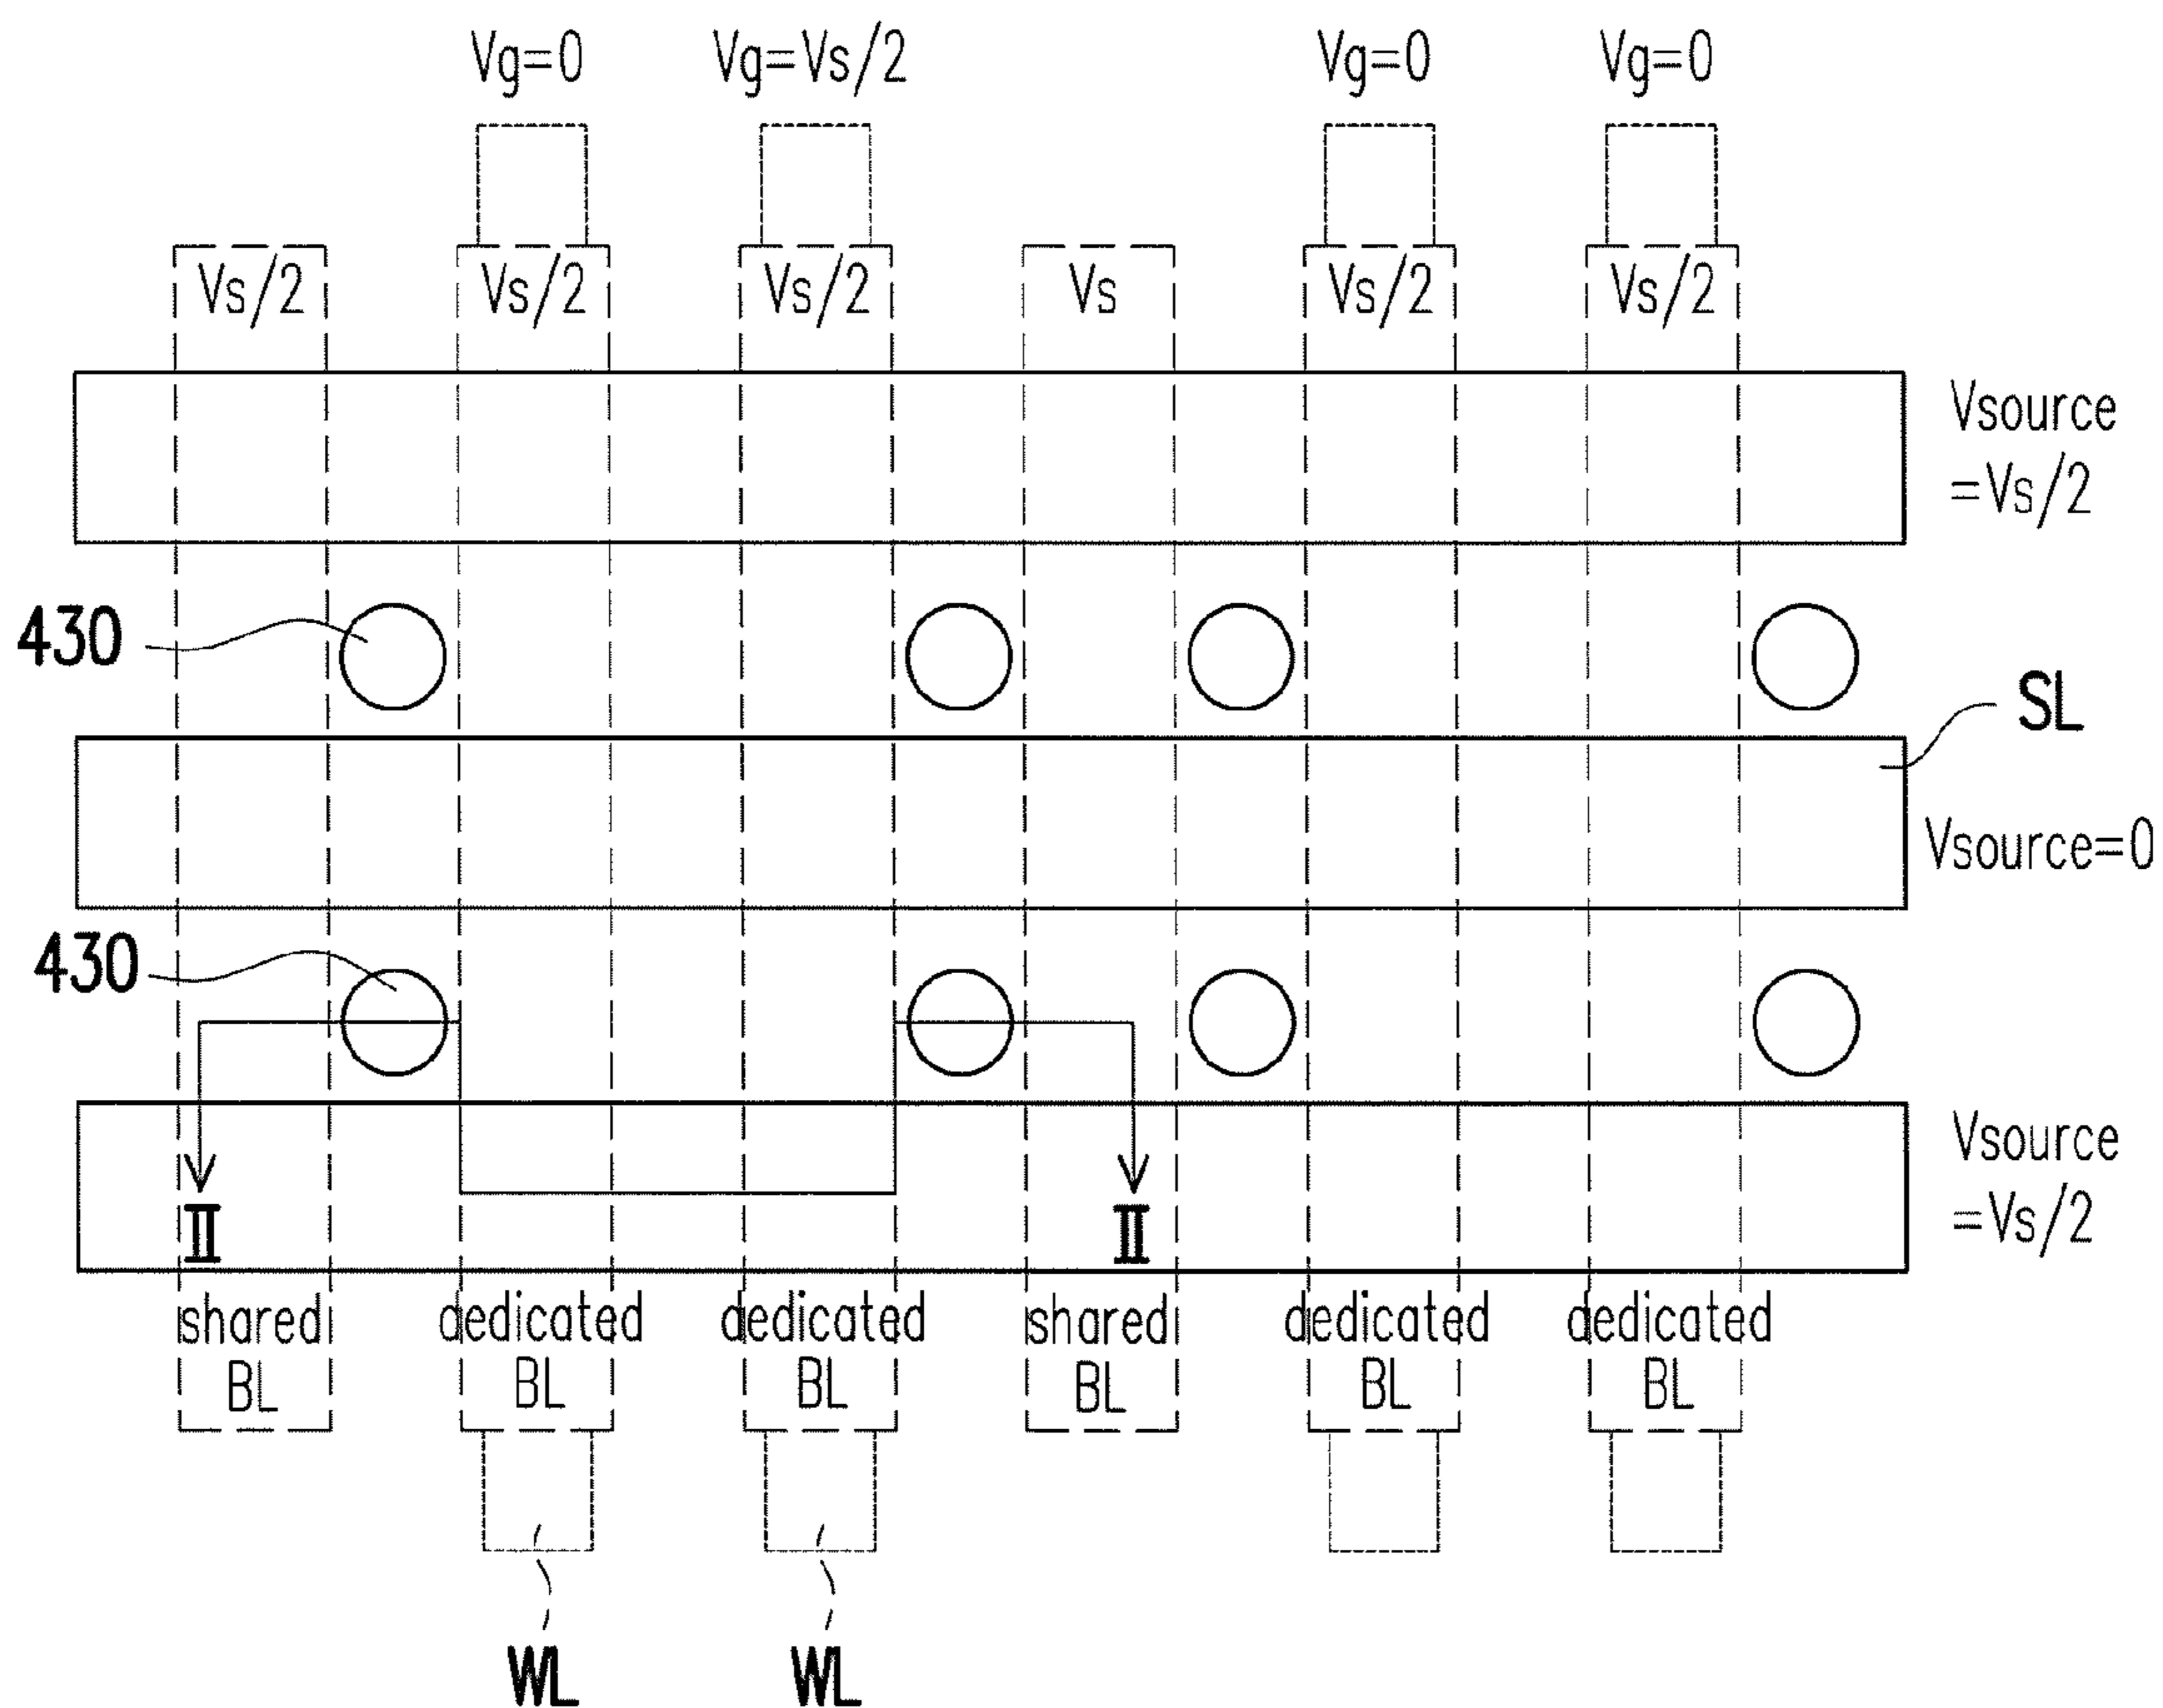 Vg=0 Vg=Vs/2 Vg=0 Vg=0
Vs/2 Vs/2 Vs/2 Vs Vs/2 Vs/2
Vsource
=Vs/2
430
SL
Vsource=0
430
Vsource
=Vs/2
II II
shared dedicated dedicated shared dedicated dedicated
BL BL BL BL BL BL
WL WL